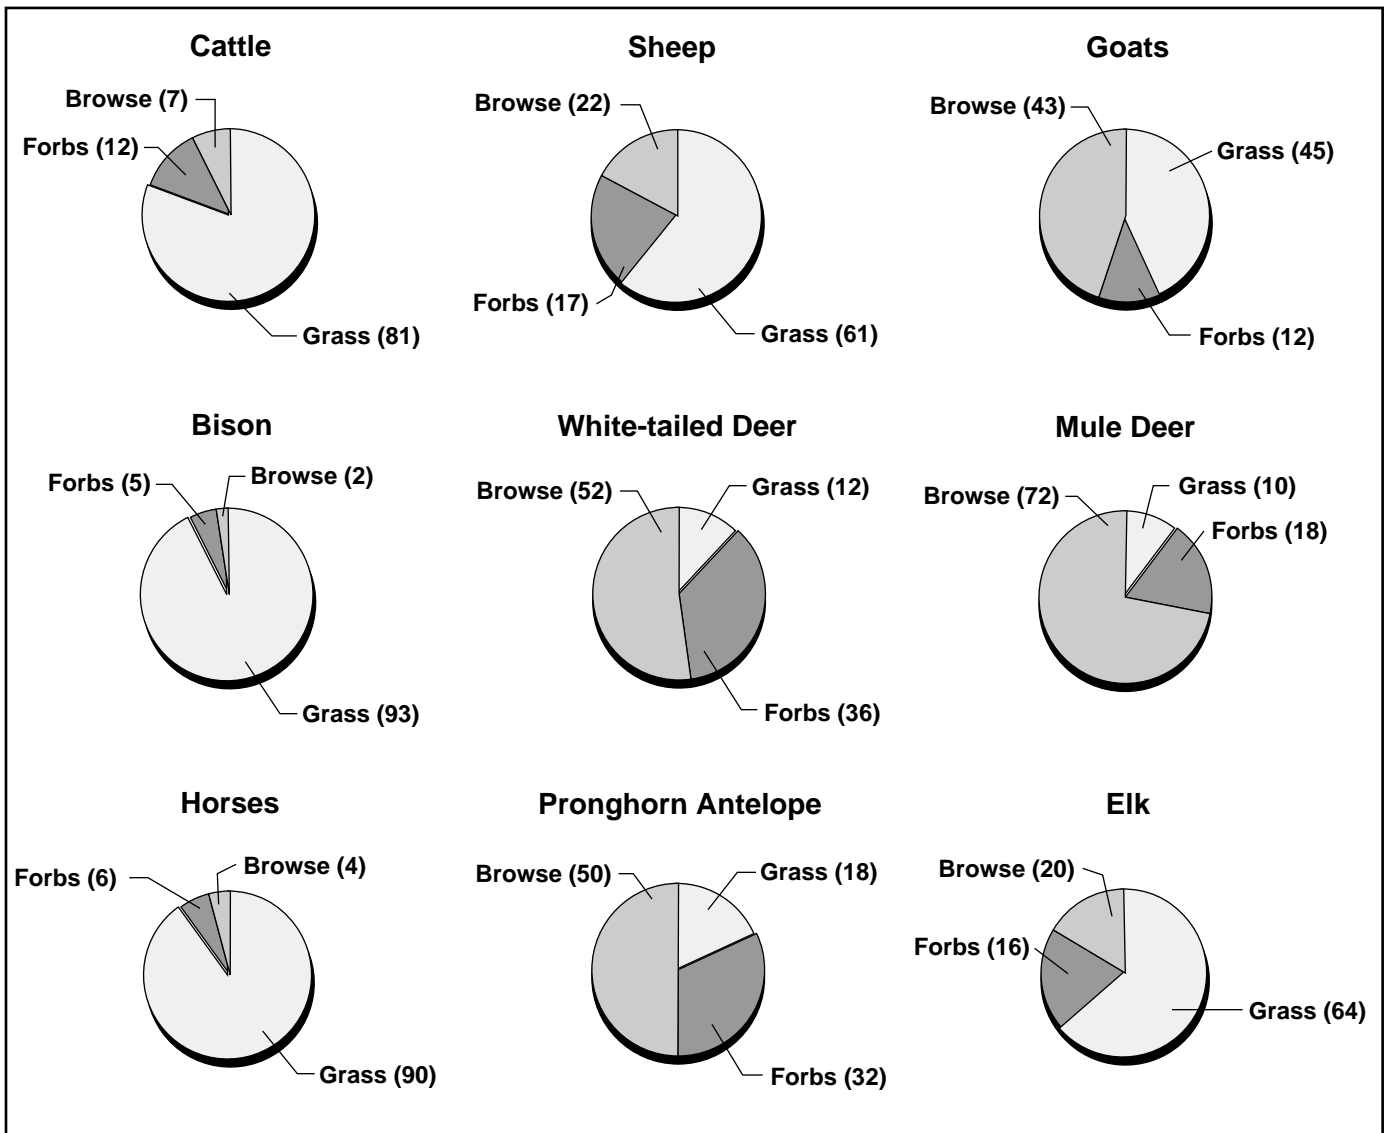 Cattle
Browse (7)
Forbs (12)
Grass (81)
Sheep
Browse (22)
Forbs (17)
Grass (61)
Goats
Browse (43)
Grass (45)
Forbs (12)
Bison
Forbs (5)
Browse (2)
Grass (93)
White-tailed Deer
Browse (52)
Grass (12)
Forbs (36)
Mule Deer
Browse (72)
Grass (10)
Forbs (18)
Horses
Forbs (6)
Browse (4)
Grass (90)
Pronghorn Antelope
Browse (50)
Grass (18)
Forbs (32)
Elk
Browse (20)
Forbs (16)
Grass (64)